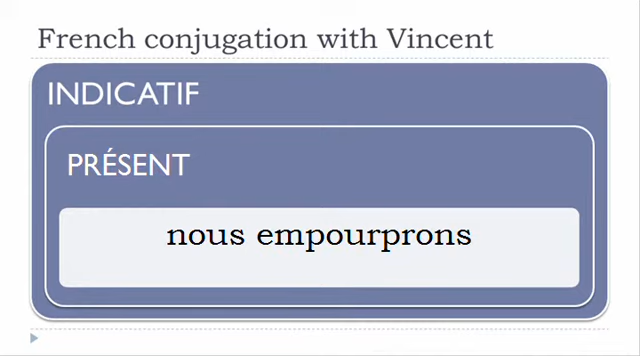 French conjugation with Vincent
INDICATIF
PRÉSENT
nous empourprons